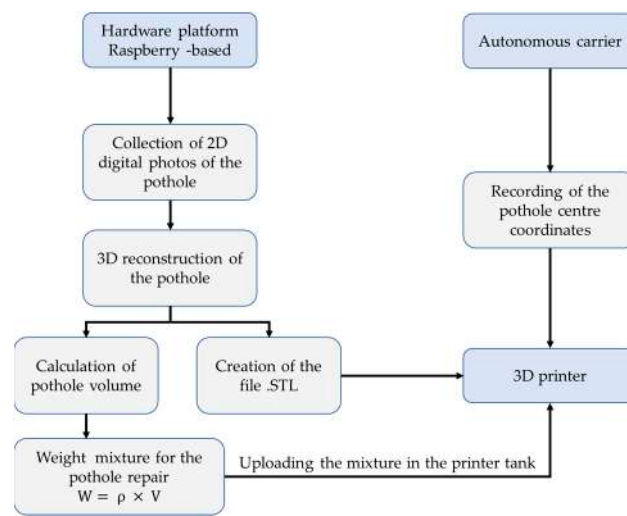 Hardware platform
Raspberry -based
Autonomous carrier
Collection of 2D
digital photos of the
pothole
Recording of the
pothole centre
coordinates
3D reconstruction of
the pothole
Calculation of
pothole volume
Creation of the
file .STL
3D printer
Weight mixture for the
pothole repair
W = ρ × V
Uploading the mixture in the printer tank